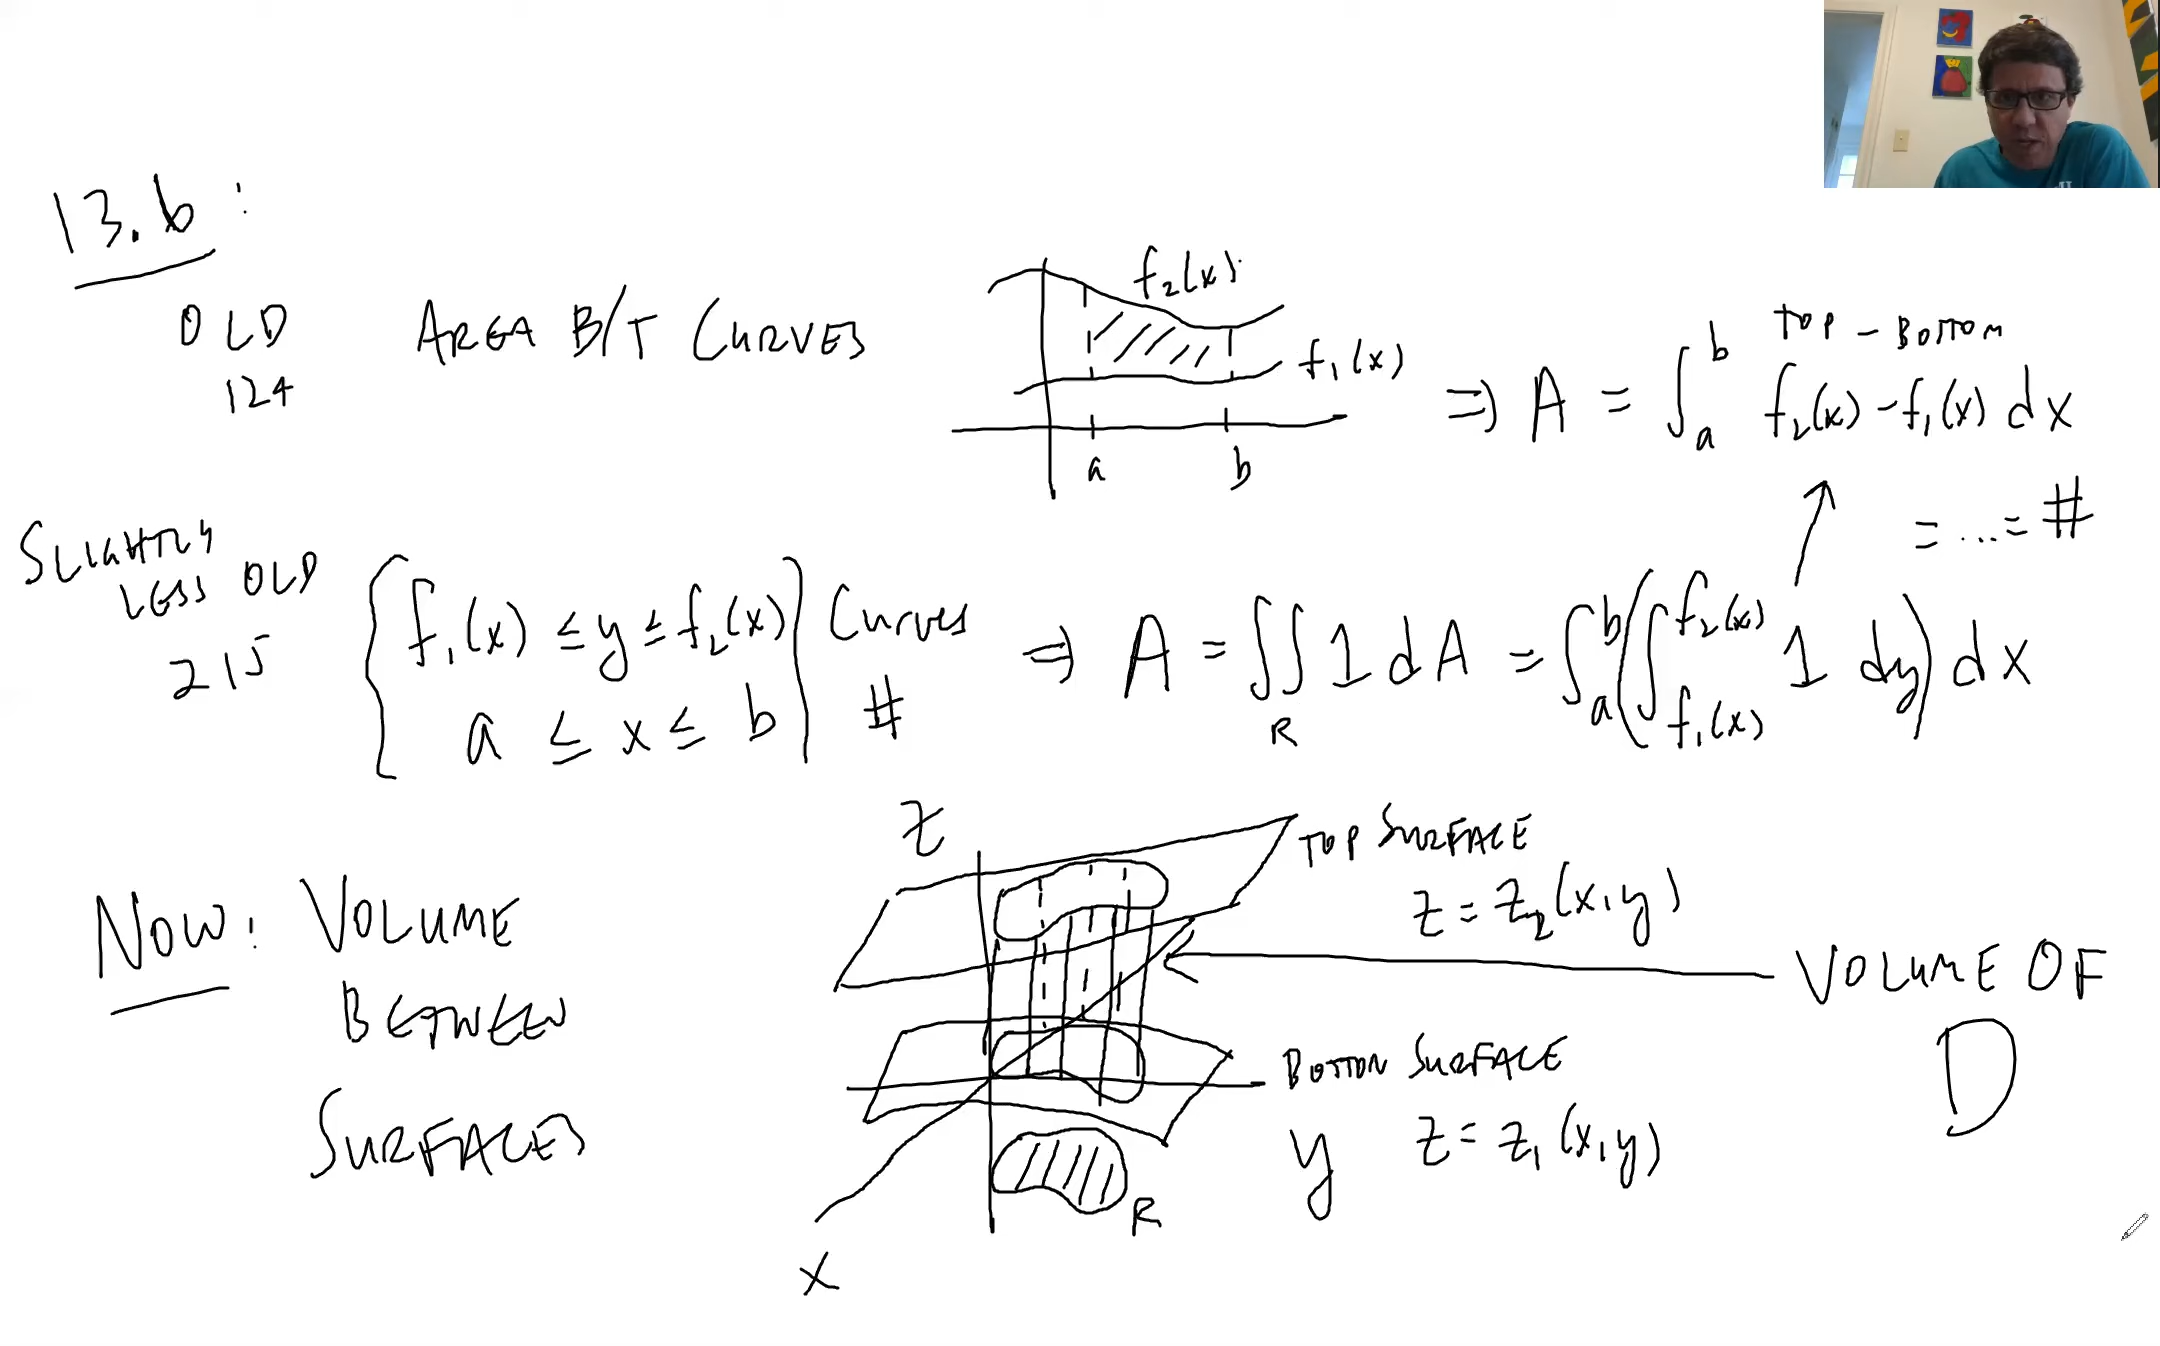 13.6:
OLD AREA B/T CURVES
124
f₂(x)
f₁(x)
a b
⇒ A = ∫ₐᵇ f₂(x) - f₁(x) dx
TOP - BOTTOM
= ... = #
SLIGHTLY
LESS OLD
215
{ f₁(x) ≤ y ≤ f₂(x) } Curves
a ≤ x ≤ b #
⇒ A = ∫∫_R 1 dA = ∫ₐᵇ ( ∫_{f₁(x)}^{f₂(x)} 1 dy ) dx
NOW: VOLUME
BETWEEN
SURFACES
z
TOP SURFACE
z = z₂(x,y)
VOLUME OF
D
BOTTOM SURFACE
z = z₁(x,y)
y
R
x